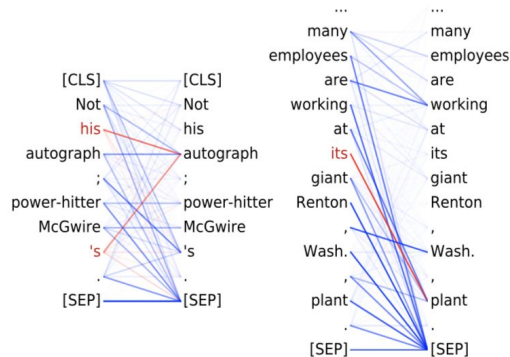 [CLS] [CLS]
Not Not
his his
autograph autograph
; ;
power-hitter power-hitter
McGwire McGwire
's 's
. .
[SEP] [SEP]
... ...
many many
employees employees
are are
working working
at at
its its
giant giant
Renton Renton
, ,
Wash. Wash.
, ,
plant plant
. .
[SEP] [SEP]